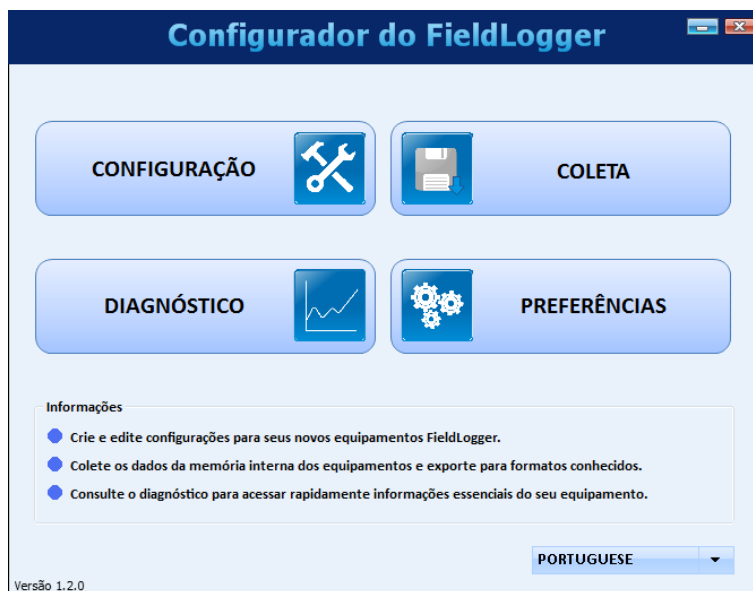 Configurador do FieldLogger
CONFIGURAÇÃO
COLETA
DIAGNÓSTICO
PREFERÊNCIAS
Informações
Crie e edite configurações para seus novos equipamentos FieldLogger.
Colete os dados da memória interna dos equipamentos e exporte para formatos conhecidos.
Consulte o diagnóstico para acessar rapidamente informações essenciais do seu equipamento.
PORTUGUESE
Versão 1.2.0